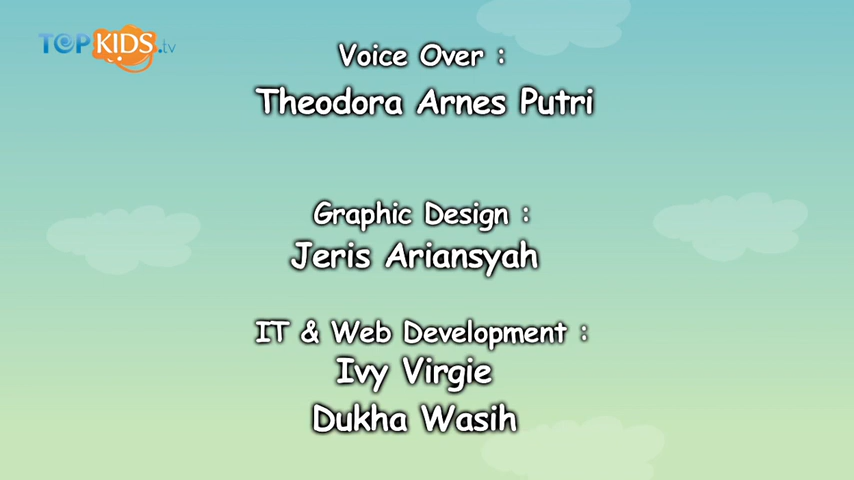 TOPKIDS.tv
Voice Over :
Theodora Arnes Putri
Graphic Design :
Jeris Ariansyah
IT & Web Development :
Ivy Virgie
Dukha Wasih